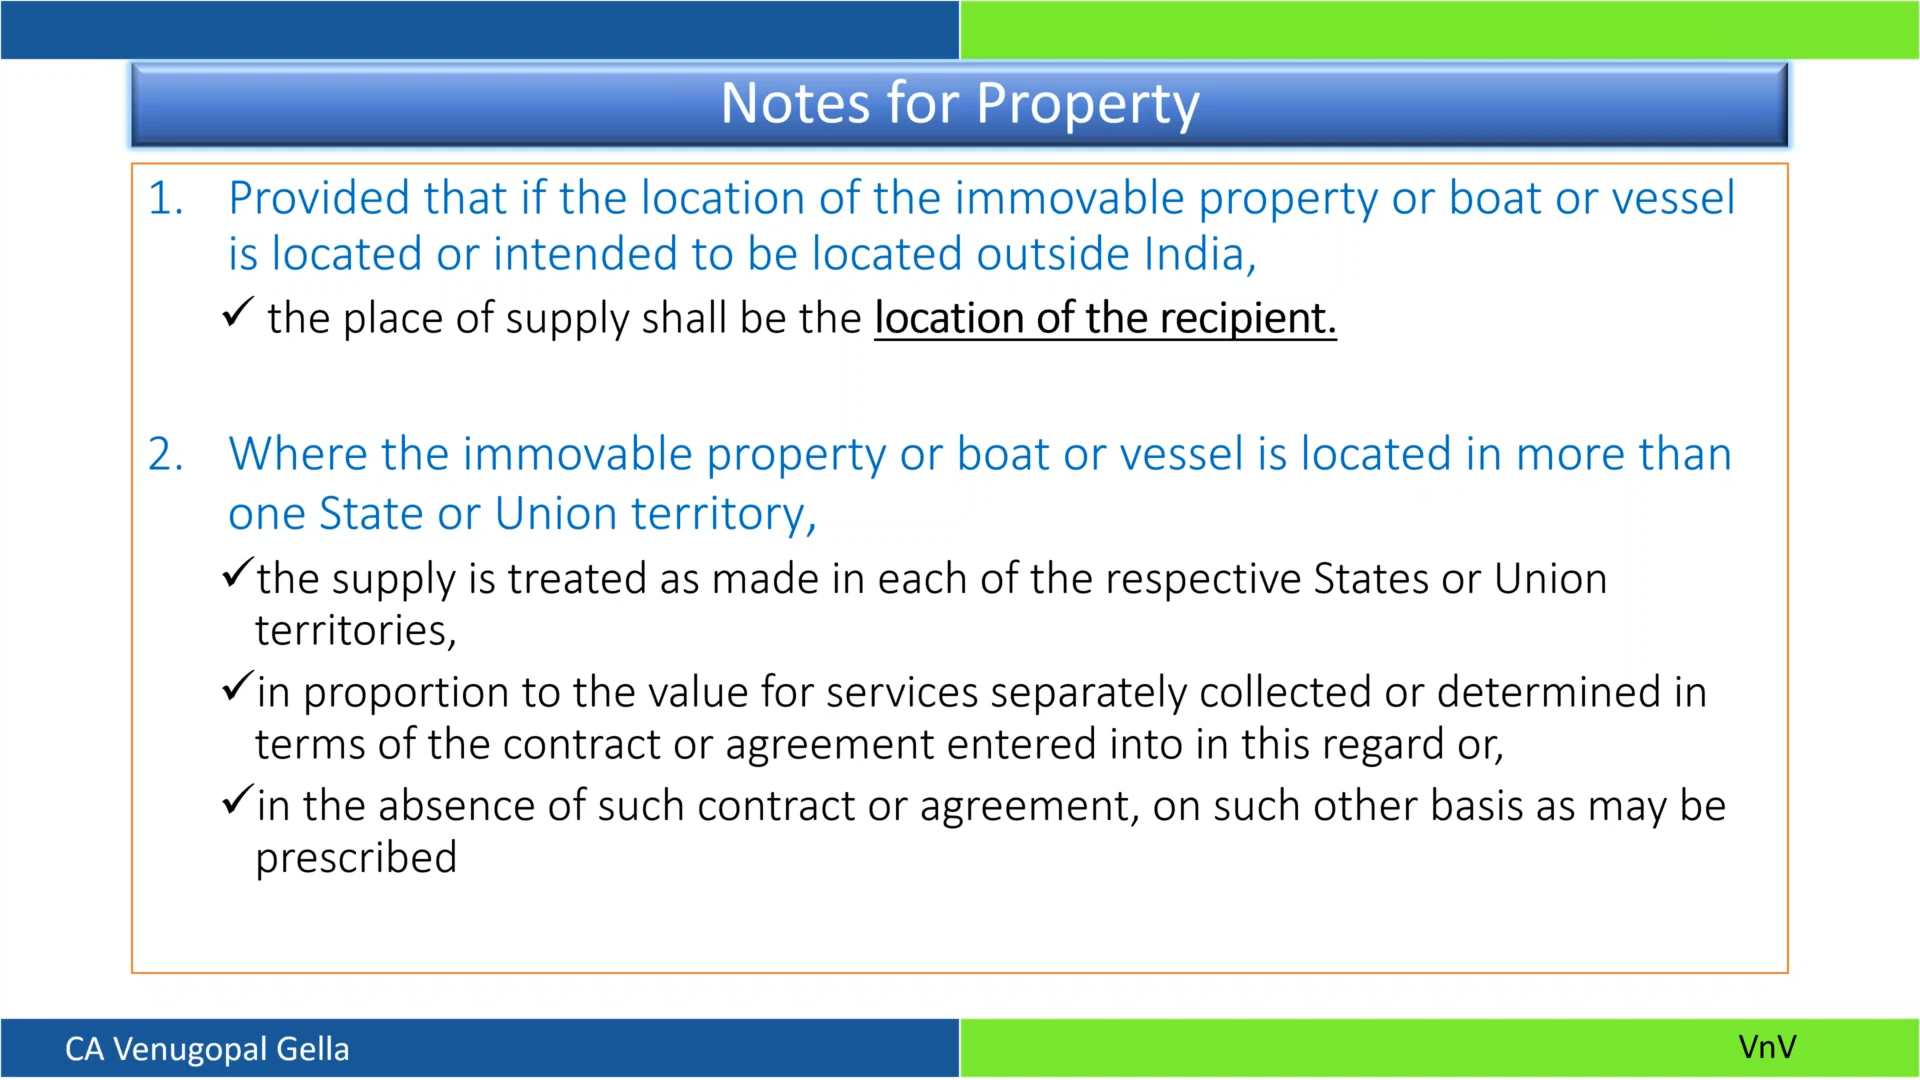 Notes for Property
1. Provided that if the location of the immovable property or boat or vessel
is located or intended to be located outside India,
✓ the place of supply shall be the location of the recipient.
2. Where the immovable property or boat or vessel is located in more than
one State or Union territory,
✓the supply is treated as made in each of the respective States or Union
territories,
✓in proportion to the value for services separately collected or determined in
terms of the contract or agreement entered into in this regard or,
✓in the absence of such contract or agreement, on such other basis as may be
prescribed
CA Venugopal Gella
VnV